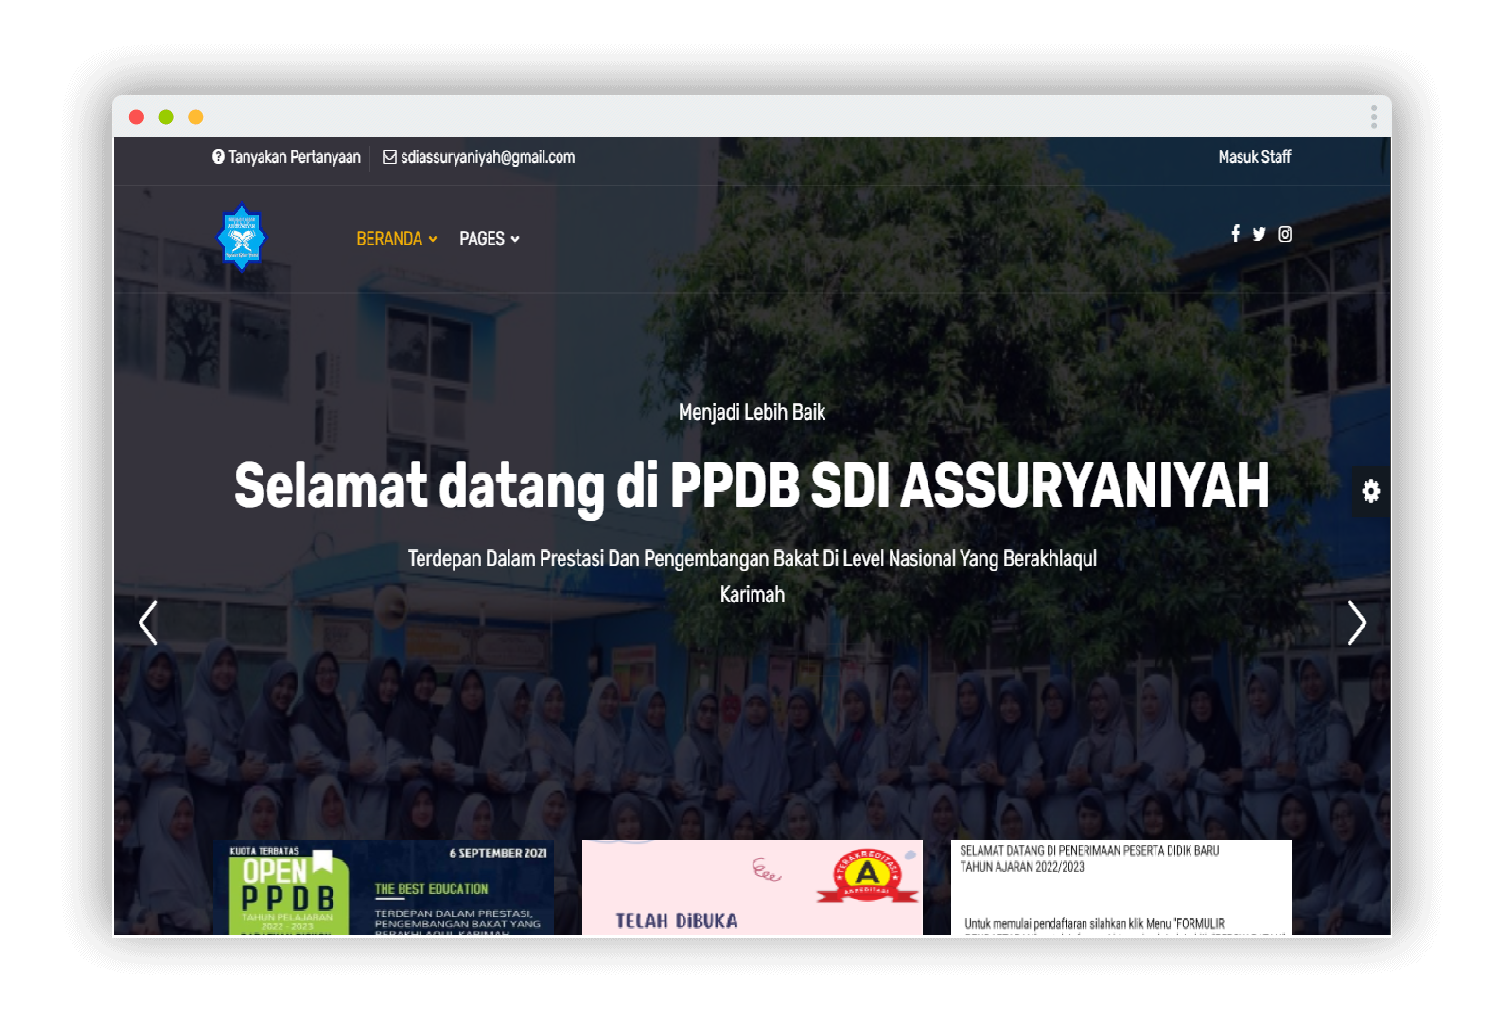 Tanyakan Pertanyaan
sdiassuryaniyah@gmail.com
Masuk Staff
BERANDA
PAGES
Menjadi Lebih Baik
Selamat datang di PPDB SDI ASSURYANIYAH
Terdepan Dalam Prestasi Dan Pengembangan Bakat Di Level Nasional Yang Berakhlaqul
Karimah
KUOTA TERBATAS
OPEN
PPDB
TAHUN PELAJARAN
2022 - 2023
6 SEPTEMBER 2021
THE BEST EDUCATION
TERDEPAN DALAM PRESTASI,
PENGEMBANGAN BAKAT YANG
BERAKHLAQUL KARIMAH
TERAKREDITASI
A
AKREDITASI
TELAH DiBUKA
SELAMAT DATANG DI PENERIMAAN PESERTA DIDIK BARU
TAHUN AJARAN 2022/2023
Untuk memulai pendaftaran silahkan klik Menu "FORMULIR